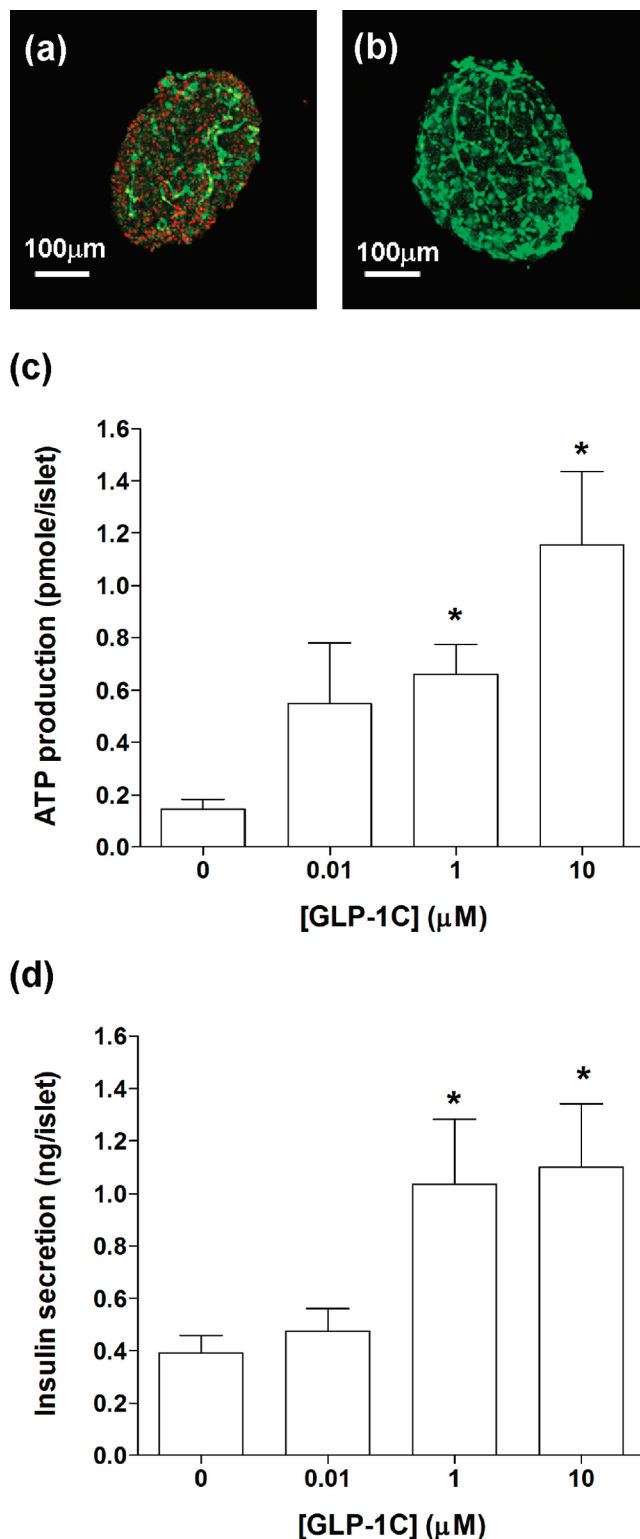 (a)
(b)
100μm
100μm
(c)
ATP production (pmole/islet)
1.6
1.4
1.2
1.0
0.8
0.6
0.4
0.2
0.0
*
*
0 0.01 1 10
[GLP-1C] (μM)
(d)
Insulin secretion (ng/islet)
1.6
1.4
1.2
1.0
0.8
0.6
0.4
0.2
0.0
*
*
0 0.01 1 10
[GLP-1C] (μM)